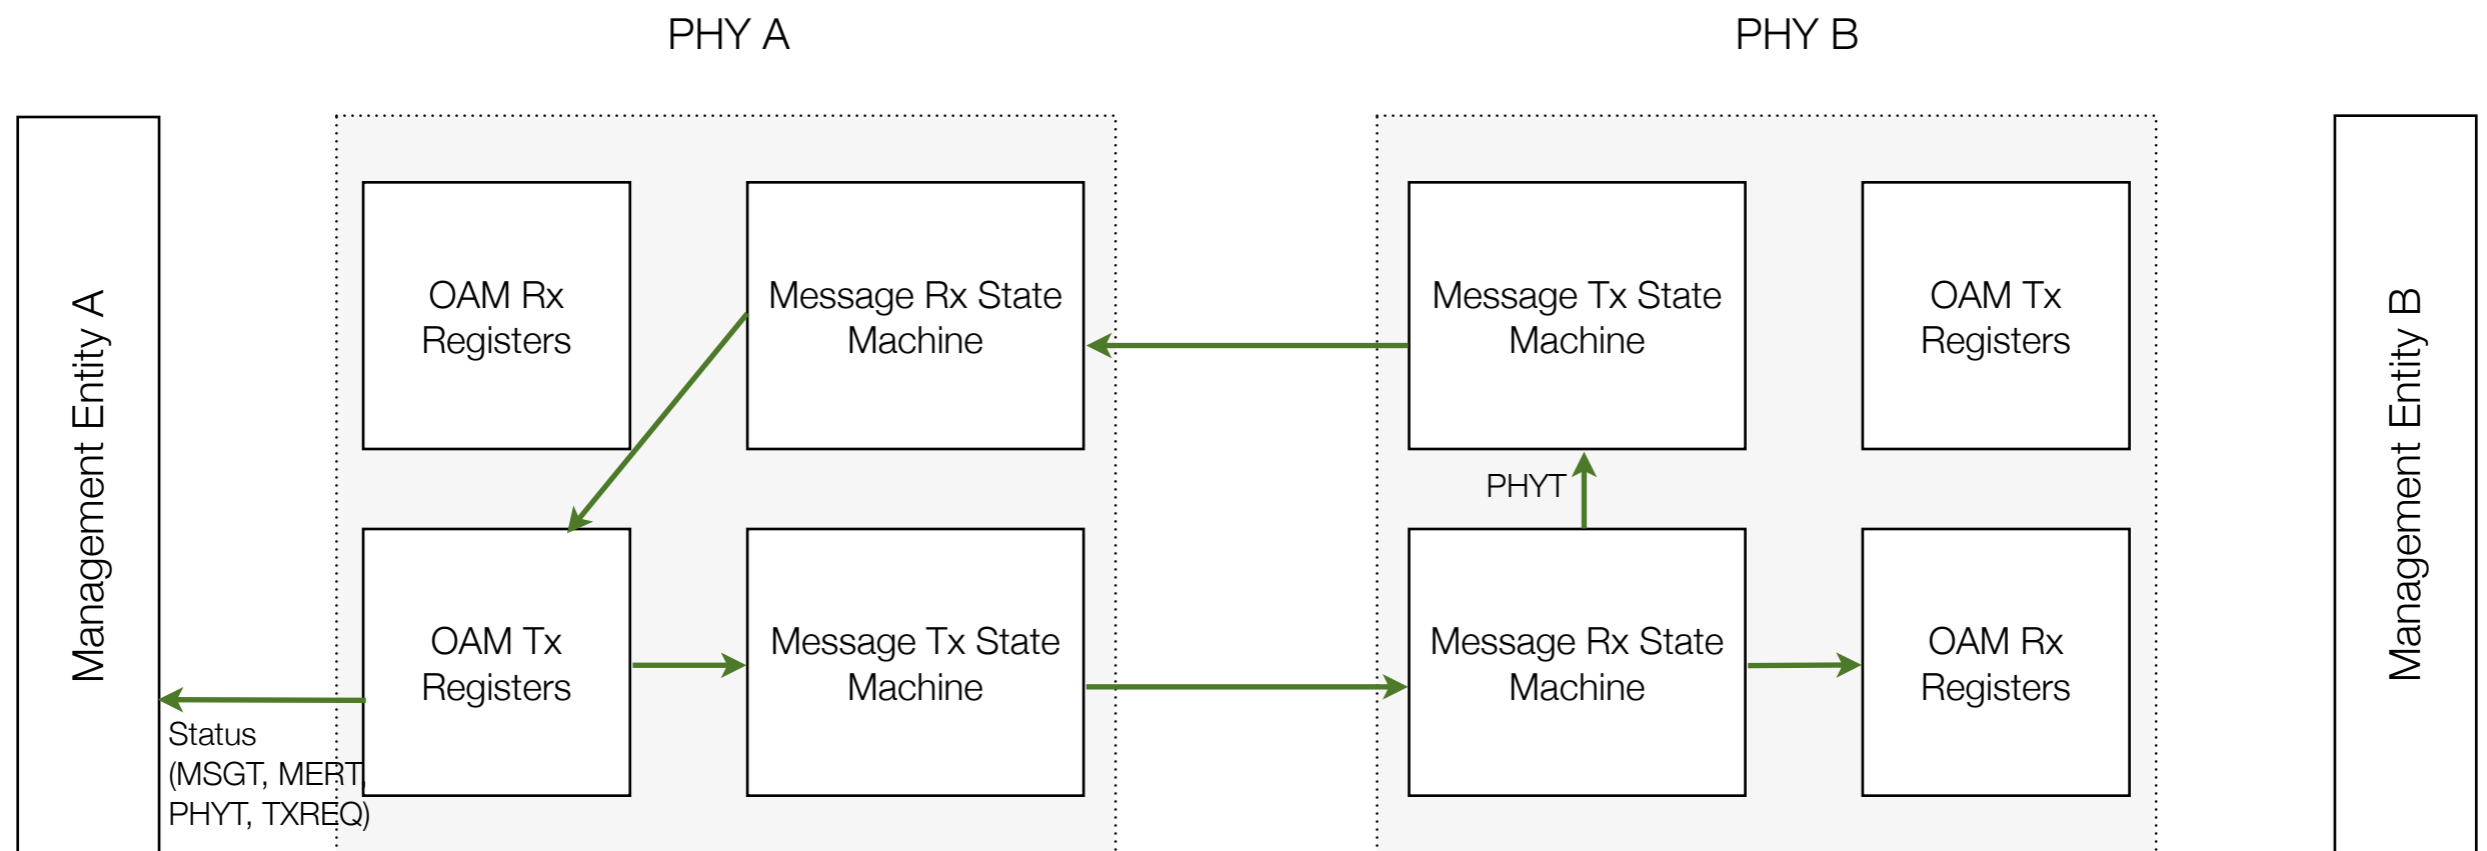 PHY A
PHY B
Management Entity A
OAM Rx
Registers
Message Rx State
Machine
Message Tx State
Machine
OAM Tx
Registers
Management Entity B
PHYT
OAM Tx
Registers
Message Tx State
Machine
Message Rx State
Machine
OAM Rx
Registers
Status
(MSGT, MERT,
PHYT, TXREQ)